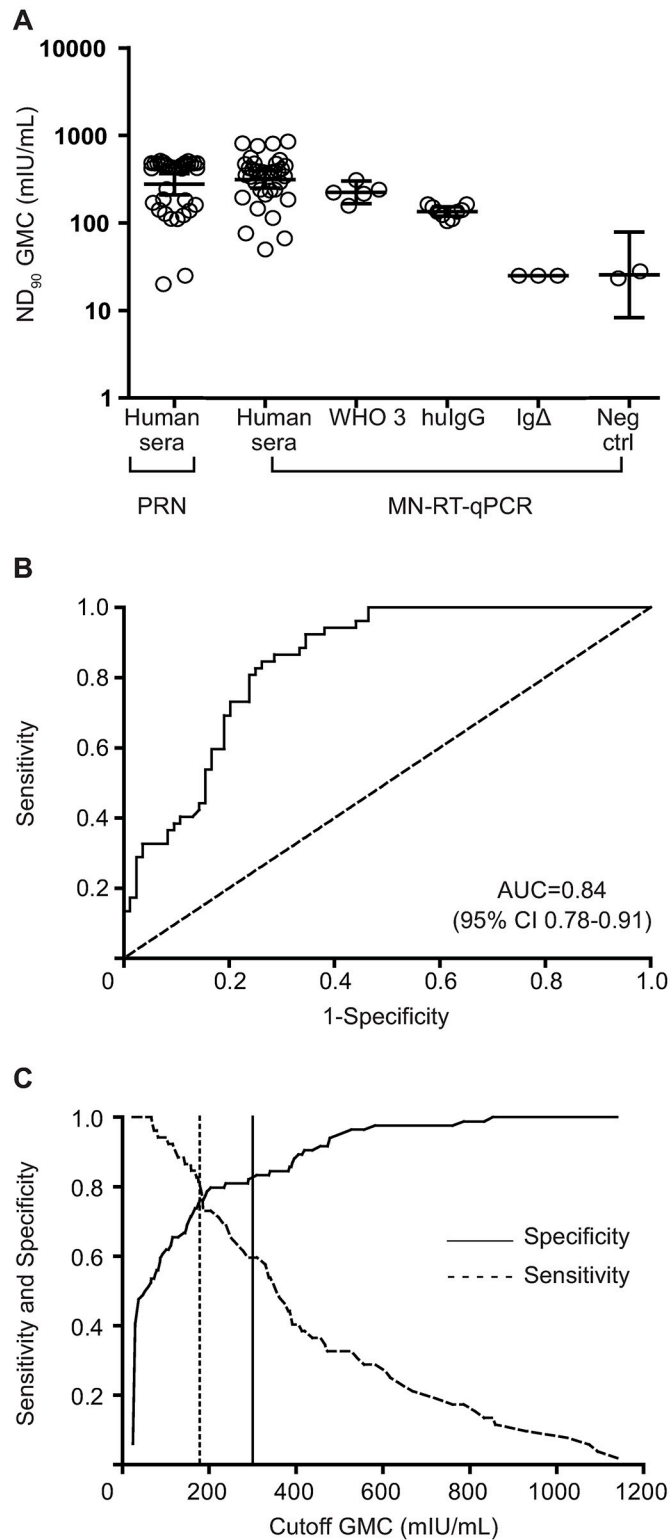 A
10000
1000
100
10
1
ND90 GMC (mIU/mL)
Human sera
Human sera
WHO 3
huIgG
IgΔ
Neg ctrl
PRN
MN-RT-qPCR
B
1.0
0.8
0.6
0.4
0.2
Sensitivity
AUC=0.84
(95% CI 0.78-0.91)
0 0.2 0.4 0.6 0.8 1.0
1-Specificity
C
1.0
0.8
0.6
0.4
0.2
Sensitivity and Specificity
Specificity
Sensitivity
0 200 400 600 800 1000 1200
Cutoff GMC (mIU/mL)